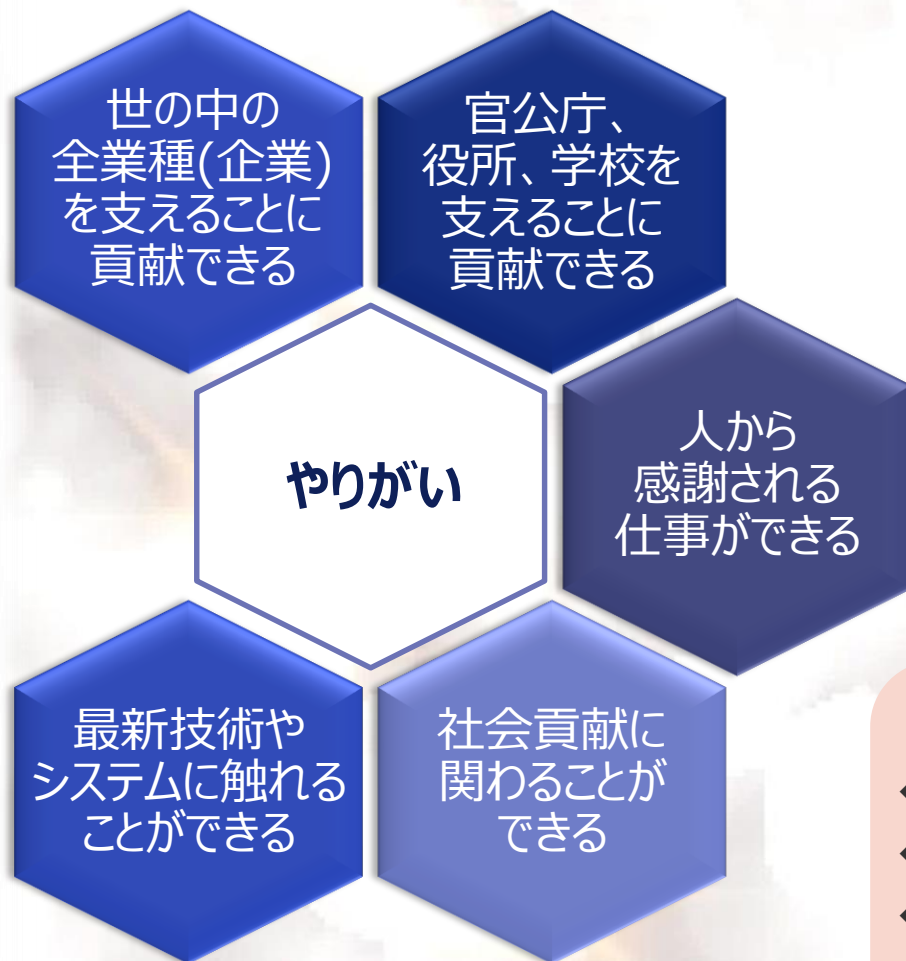 世の中の
全業種(企業)
を支えることに
貢献できる
官公庁、
役所、学校を
支えることに
貢献できる
やりがい
人から
感謝される
仕事ができる
最新技術や
システムに触れる
ことができる
社会貢献に
関わることが
できる